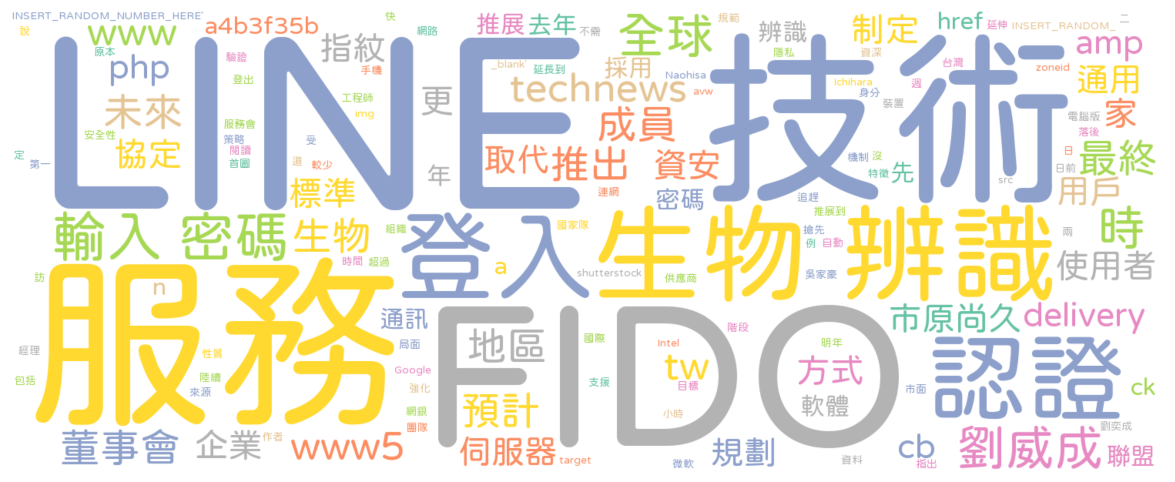 INSERT_RANDOM_NUMBER_HERE
快
說
www
a4b3f35b
網路
推展
去年
不需
全球
規範
辨識
制定
href
延伸
INSERT_RANDOM_
二
原本
驗證
指紋
隱私
資深
amp
php
登出
手機
_blank
延長到
採用
Naohisa
台灣
zoneid
通用
LINE
技術
未來
工程師
img
更
technews
avw
ichihara
身分
週
裝置
家
安全性
服務會
策略
受
成員
電腦版
落後
協定
定
第一
閱讀
首圖
道
較少
取代
推出
資安
機制
沒
日
最終
日前
特徵
先
年
標準
連網
密碼
追趕
src
用戶
輸入
密碼
生物
組織
登入
國家隊
生物
辨識
推展到
搶先
例
自動
兩
時
使用者
訪
時間
超過
a
shutterstock
供應商
吳家豪
服務
n
通訊
FIDO
階段
市原尚久
delivery
經理
局面
地區
國際
Intel
明年
認證
性質
包括
陸續
來源
Google
強化
支援
tw
目標
方式
市面
ck
預計
網銀
團隊
小時
軟體
劉奕成
董事會
企業
作者
www5
伺服器
target
微軟
規劃
資料
cb
指出
劉威成
聯盟